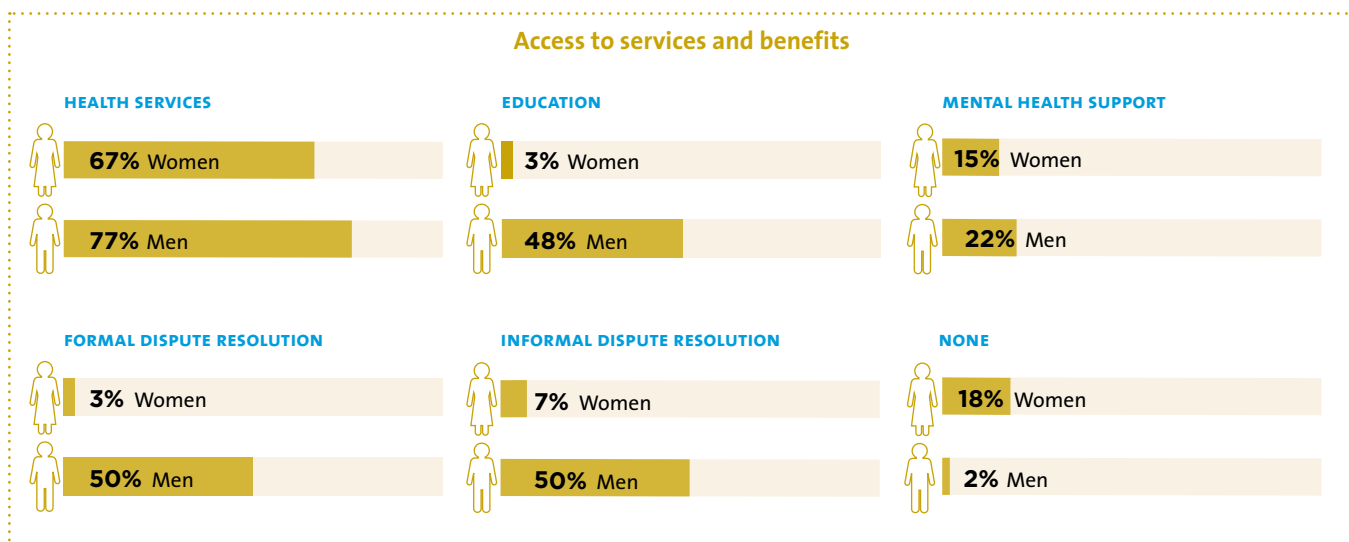 Access to services and benefits
HEALTH SERVICES
67% Women
77% Men
EDUCATION
3% Women
48% Men
MENTAL HEALTH SUPPORT
15% Women
22% Men
FORMAL DISPUTE RESOLUTION
3% Women
50% Men
INFORMAL DISPUTE RESOLUTION
7% Women
50% Men
NONE
18% Women
2% Men